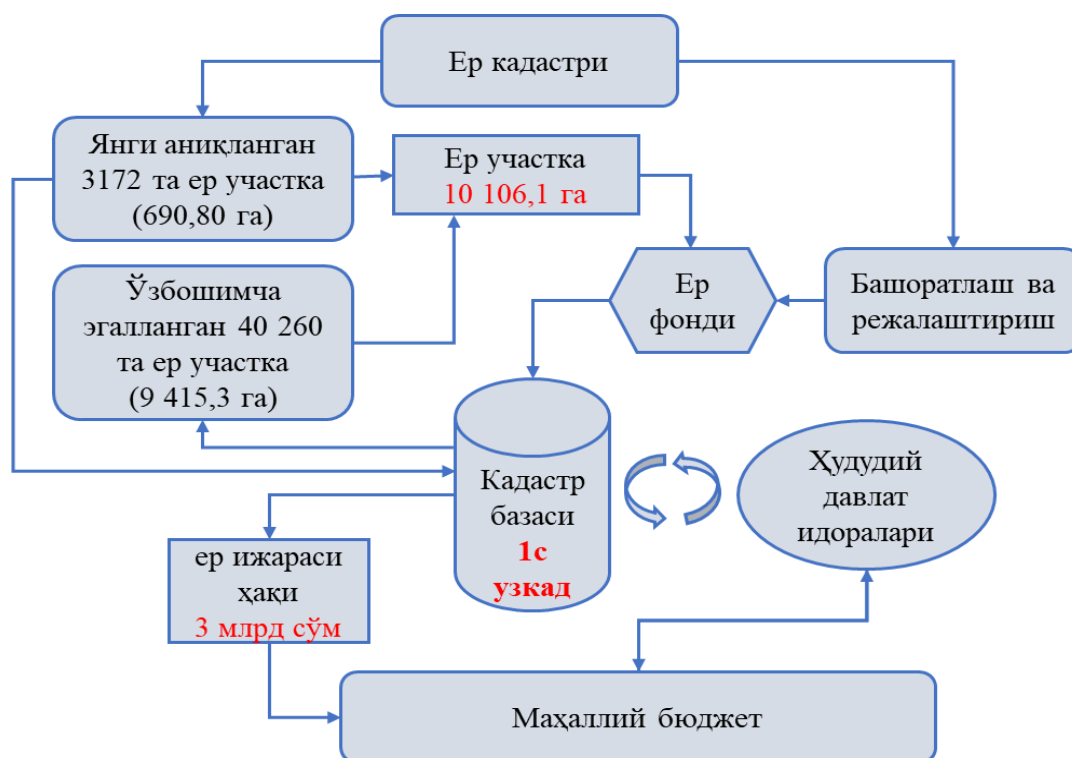 Ер кадастри
Янги аниқланган
3172 та ер участка
(690,80 га)
Ер участка
10 106,1 га
Ўзбошимча
эгалланган 40 260
та ер участка
(9 415,3 га)
Ер
фонди
Башоратлаш ва
режалаштириш
Кадастр
базаси
1с
узкад
Ҳудудий
давлат
идоралари
ер ижараси
ҳақи
3 млрд сўм
Маҳаллий бюджет